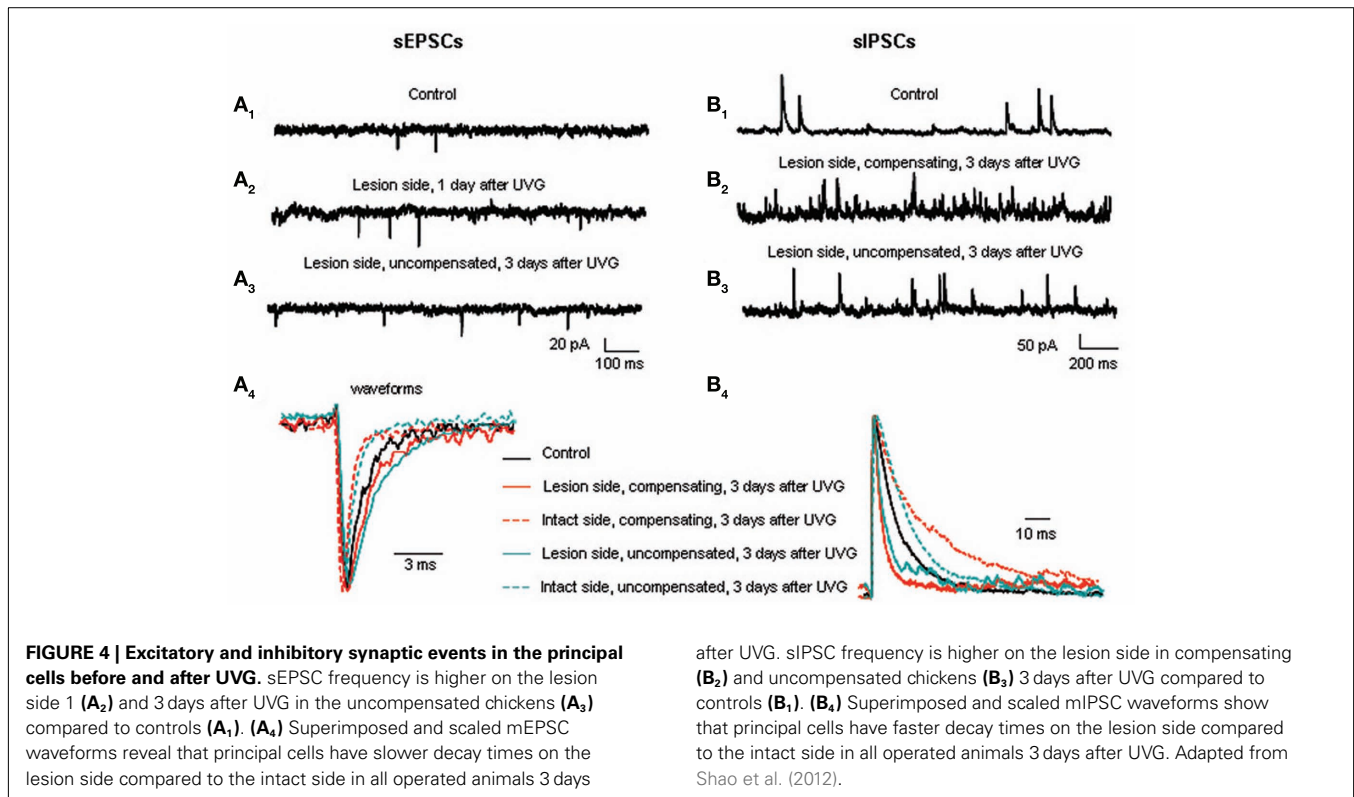 sEPSCs
A1
Control
A2
Lesion side, 1 day after UVG
A3
Lesion side, uncompensated, 3 days after UVG
20 pA
100 ms
A4
waveforms
3 ms
sIPSCs
B1
Control
Lesion side, compensating, 3 days after UVG
B2
Lesion side, uncompensated, 3 days after UVG
B3
50 pA
200 ms
B4
10 ms
Control
Lesion side, compensating, 3 days after UVG
Intact side, compensating, 3 days after UVG
Lesion side, uncompensated, 3 days after UVG
Intact side, uncompensated, 3 days after UVG
FIGURE 4 | Excitatory and inhibitory synaptic events in the principal
cells before and after UVG. sEPSC frequency is higher on the lesion
side 1 (A2) and 3 days after UVG in the uncompensated chickens (A3)
compared to controls (A1). (A4) Superimposed and scaled mEPSC
waveforms reveal that principal cells have slower decay times on the
lesion side compared to the intact side in all operated animals 3 days
after UVG. sIPSC frequency is higher on the lesion side in compensating
(B2) and uncompensated chickens (B3) 3 days after UVG compared to
controls (B1). (B4) Superimposed and scaled mIPSC waveforms show
that principal cells have faster decay times on the lesion side compared
to the intact side in all operated animals 3 days after UVG. Adapted from
Shao et al. (2012).